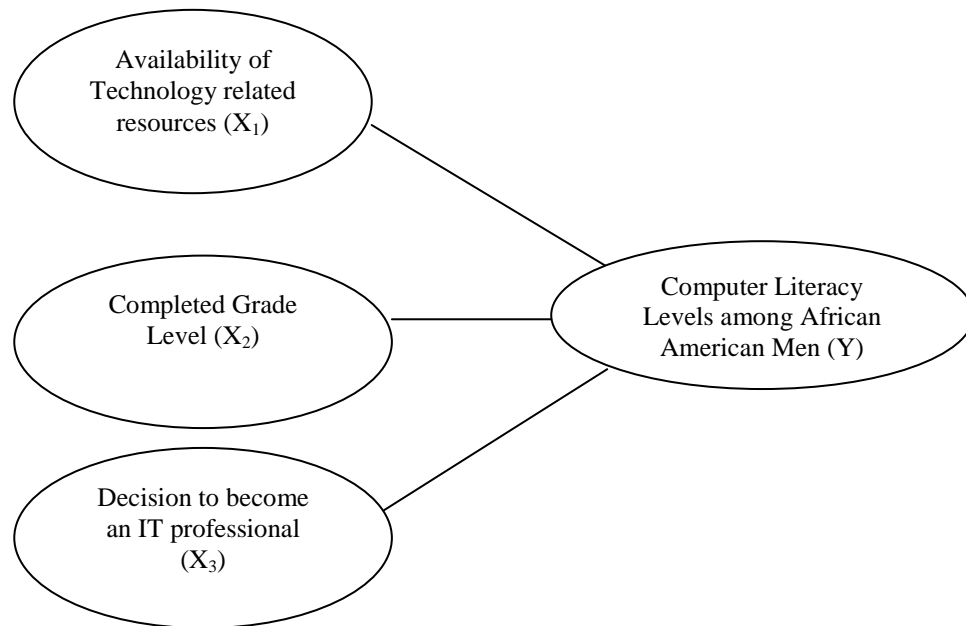 Availability of
Technology related
resources (X₁)
Completed Grade
Level (X₂)
Computer Literacy
Levels among African
American Men (Y)
Decision to become
an IT professional
(X₃)